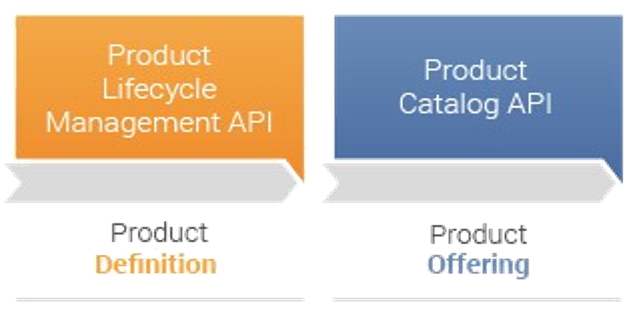 Product
Lifecycle
Management API
Product
Catalog API
Product
Definition
Product
Offering